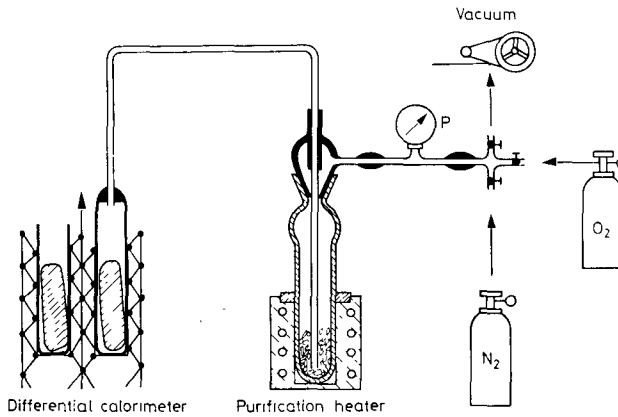 Vacuum
P
O₂
N₂
Differential calorimeter
Purification heater